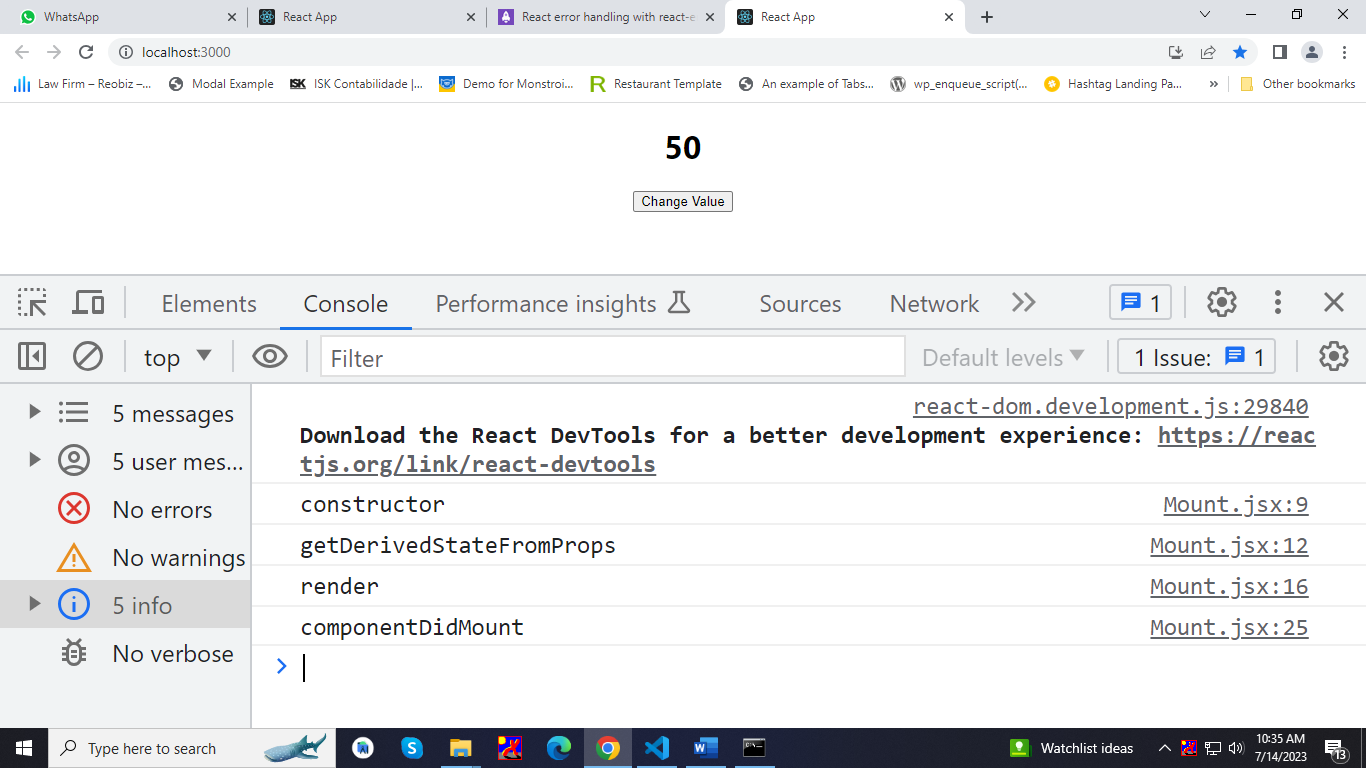 WhatsApp
React App
React error handling with react-e
React App
localhost:3000
Law Firm – Reobiz –...
Modal Example
ISK ISK Contabilidade |...
Demo for Monstroi...
R Restaurant Template
An example of Tabs...
wp_enqueue_script(...
Hashtag Landing Pa...
»
Other bookmarks
50
Change Value
Elements
Console
Performance insights
Sources
Network
1
top
Filter
Default levels
1 Issue: 1
5 messages
5 user mes...
No errors
No warnings
5 info
No verbose
react-dom.development.js:29840
Download the React DevTools for a better development experience: https://reac
tjs.org/link/react-devtools
constructor Mount.jsx:9
getDerivedStateFromProps Mount.jsx:12
render Mount.jsx:16
componentDidMount Mount.jsx:25
Type here to search
Watchlist ideas
10:35 AM
7/14/2023
13